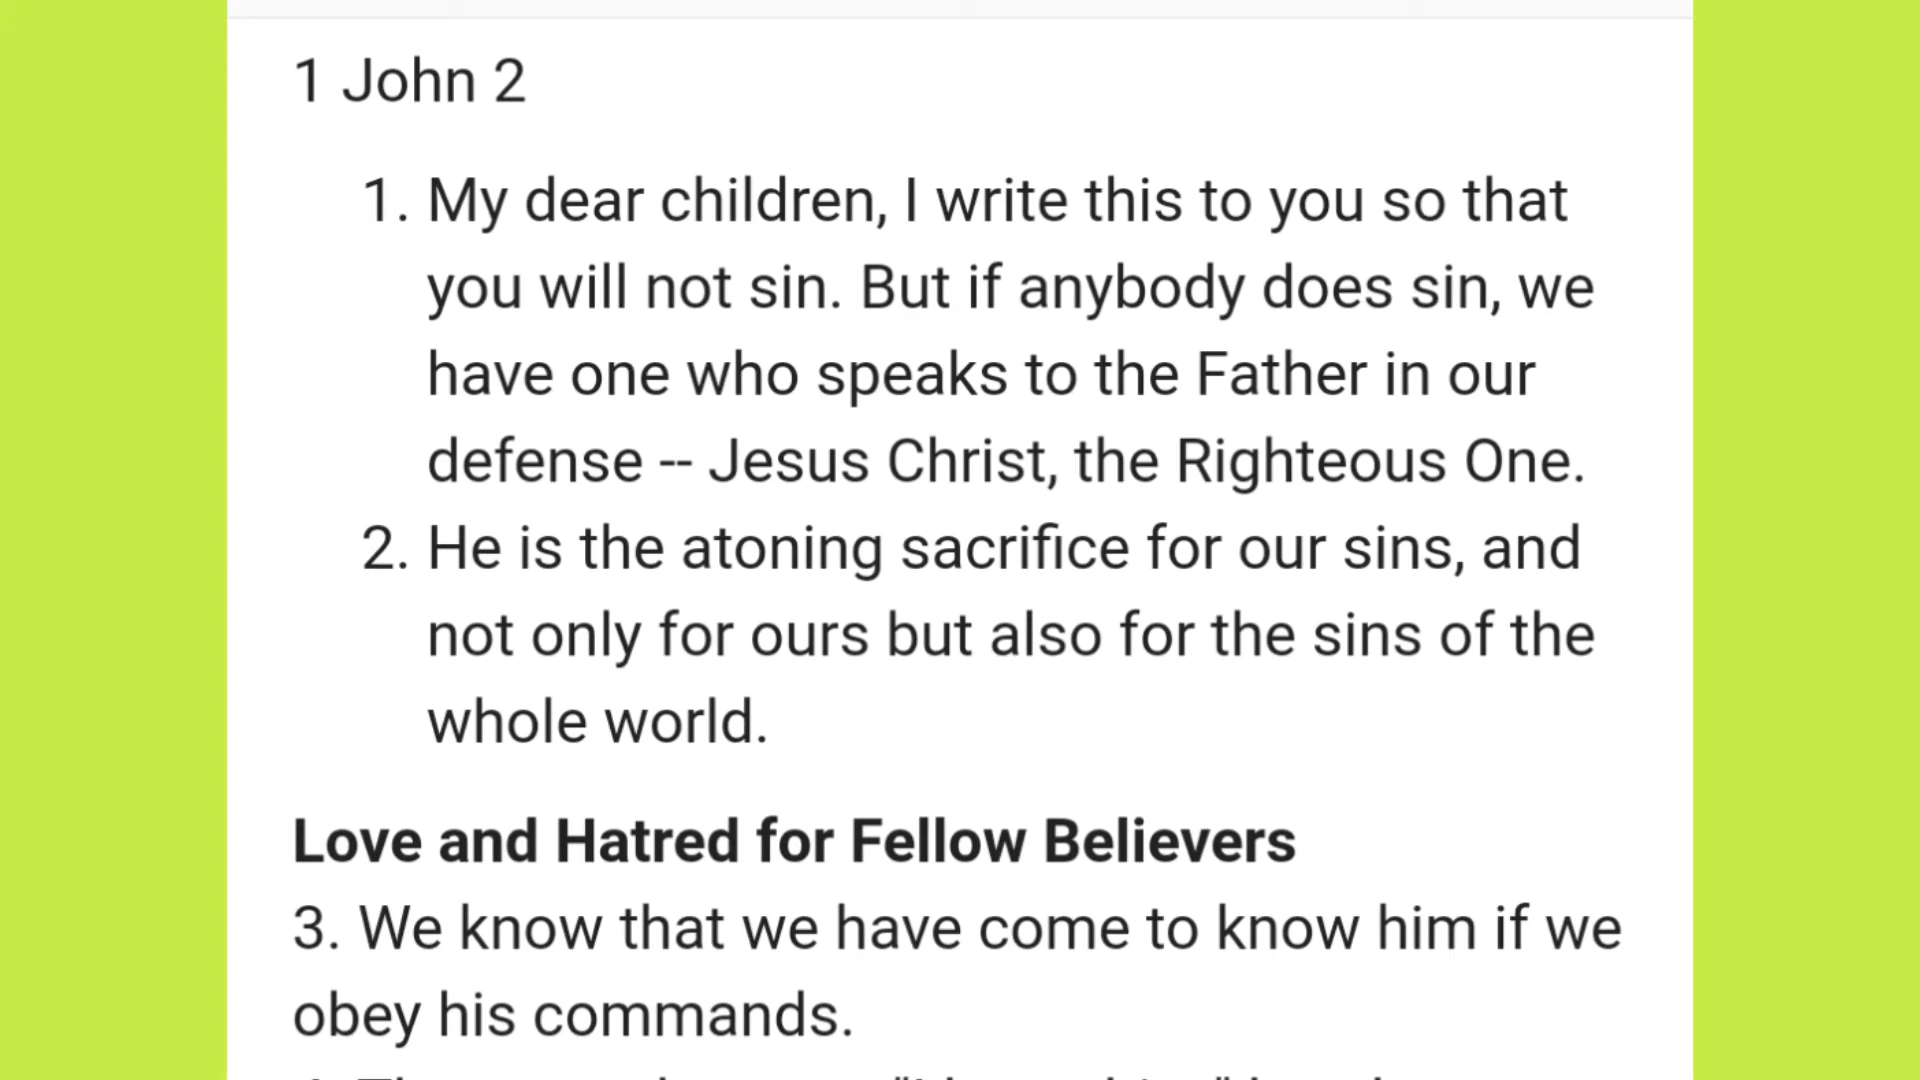 1 John 2
1. My dear children, I write this to you so that
you will not sin. But if anybody does sin, we
have one who speaks to the Father in our
defense -- Jesus Christ, the Righteous One.
2. He is the atoning sacrifice for our sins, and
not only for ours but also for the sins of the
whole world.
Love and Hatred for Fellow Believers
3. We know that we have come to know him if we
obey his commands.